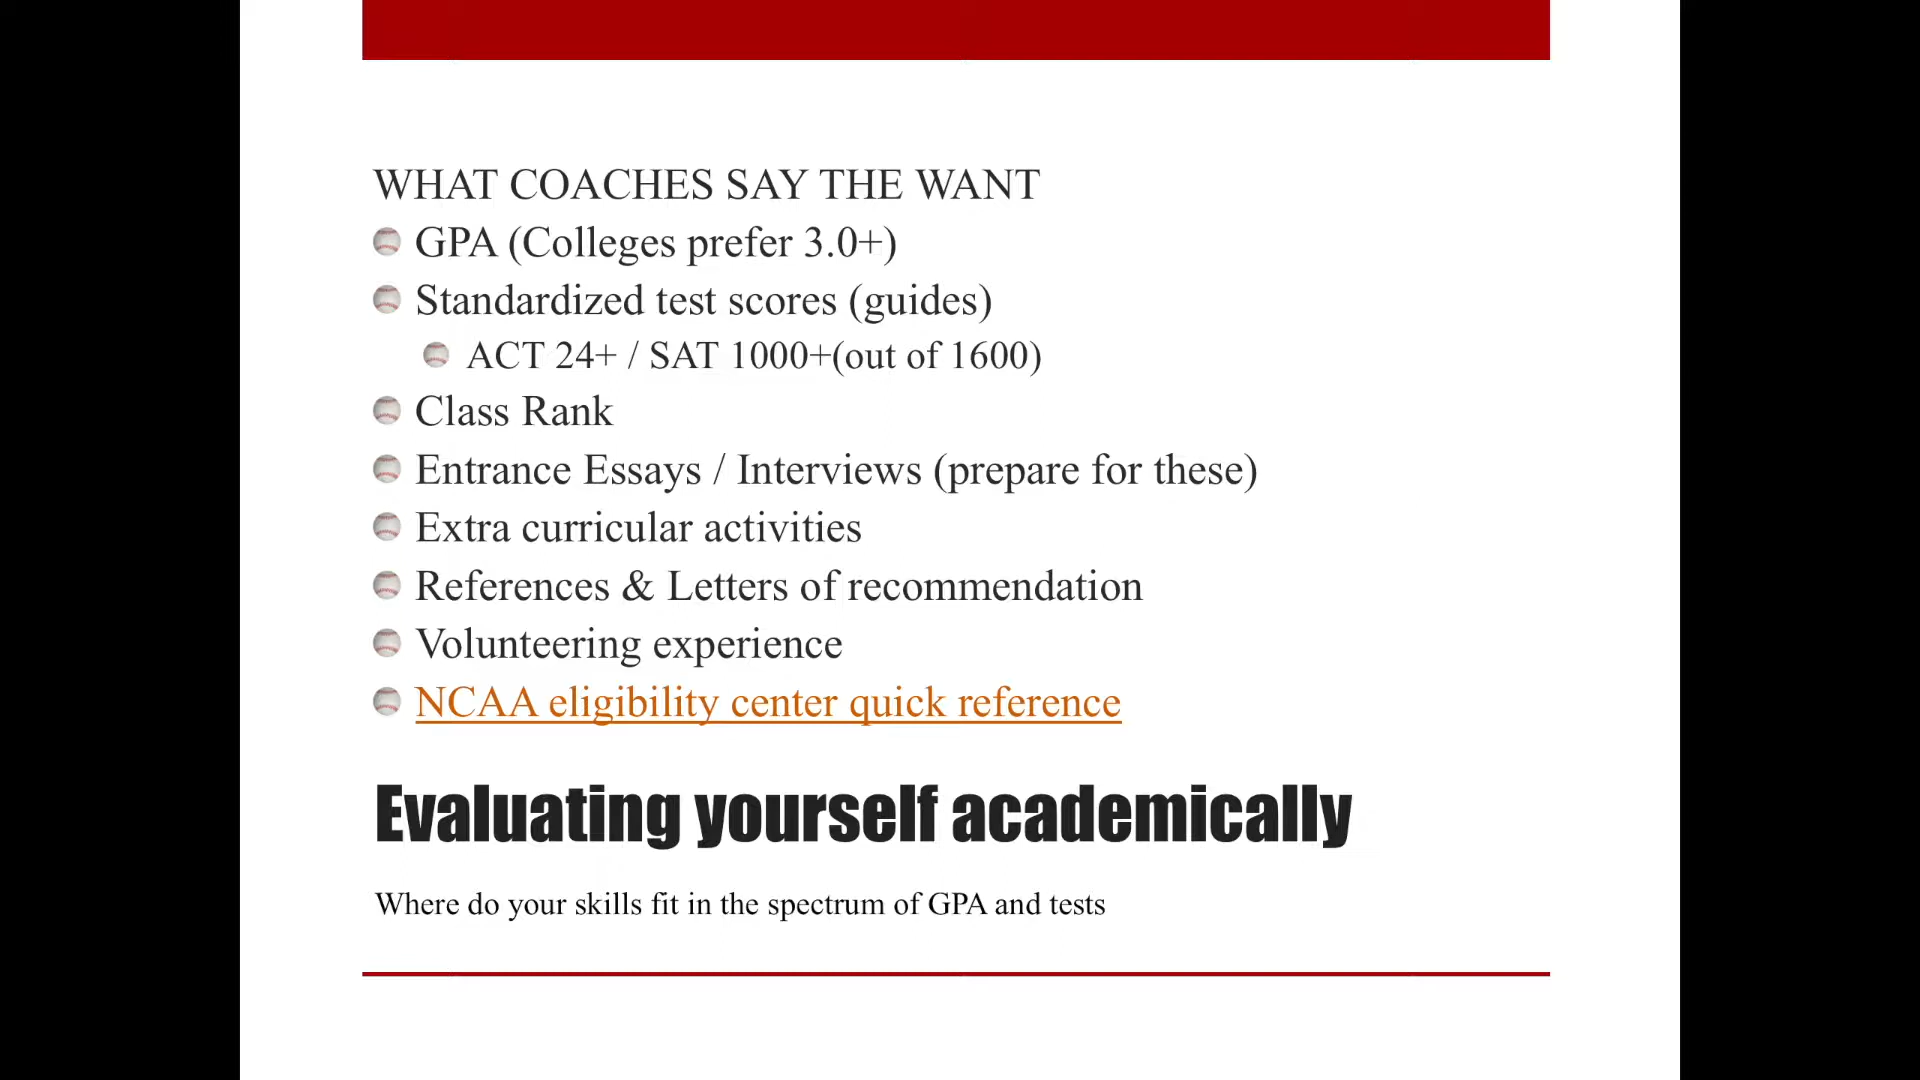 WHAT COACHES SAY THE WANT
GPA (Colleges prefer 3.0+)
Standardized test scores (guides)
ACT 24+ / SAT 1000+(out of 1600)
Class Rank
Entrance Essays / Interviews (prepare for these)
Extra curricular activities
References & Letters of recommendation
Volunteering experience
NCAA eligibility center quick reference
Evaluating yourself academically
Where do your skills fit in the spectrum of GPA and tests